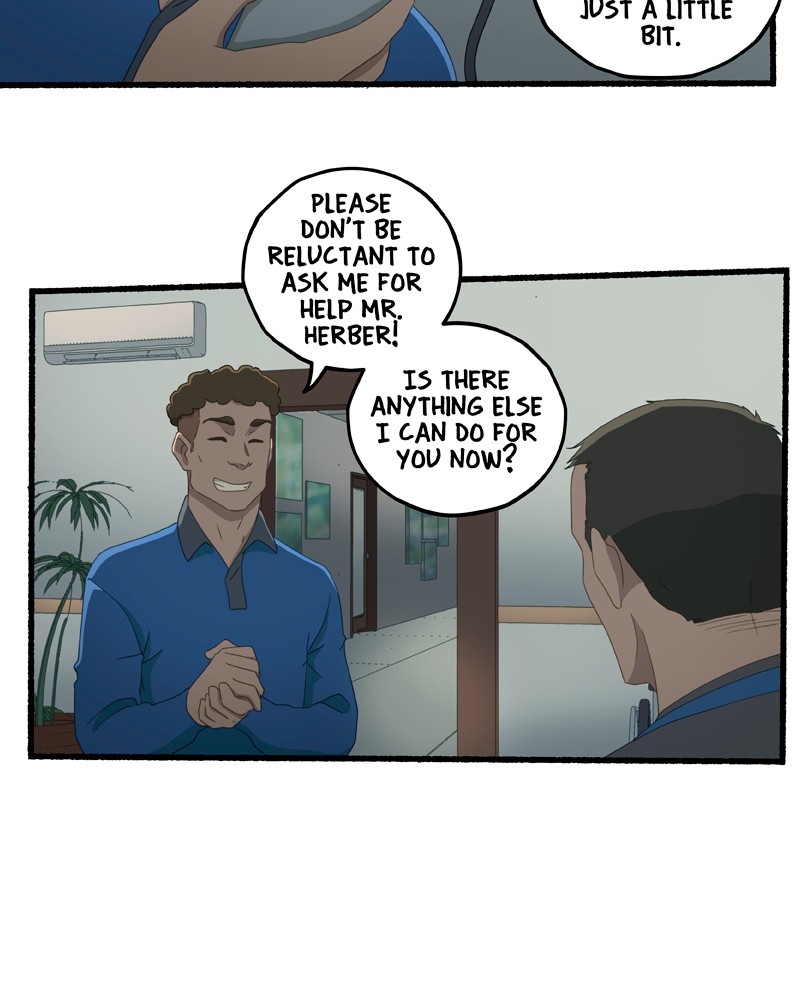 JUST A LITTLE
BIT.
PLEASE
DON'T BE
RELUCTANT TO
ASK ME FOR
HELP MR.
HERBER!
IS THERE
ANYTHING ELSE
I CAN DO FOR
YOU NOW?